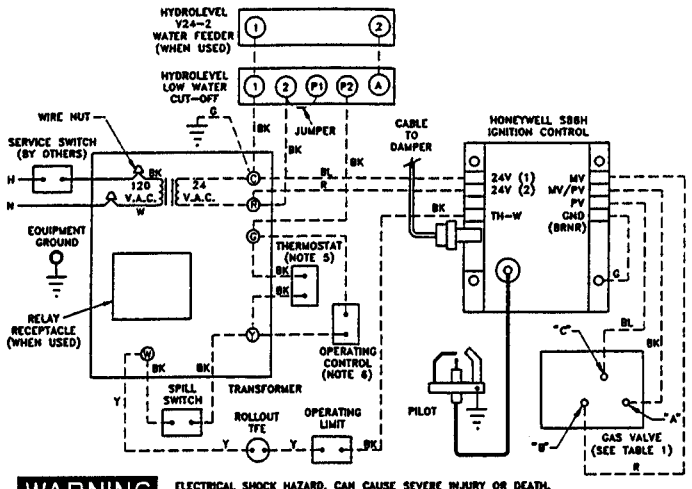 HYDROLEVEL
V24-2
WATER FEEDER
(WHEN USED)
1
2
HYDROLEVEL
LOW WATER
CUT-OFF
1
2
P1
P2
A
G
BK
BK
JUMPER
BK
CABLE
TO
DAMPER
HONEYWELL S86H
IGNITION CONTROL
WIRE NUT
SERVICE SWITCH
(BY OTHERS)
H
N
BK
120
V.A.C.
W
24
V.A.C.
C
R
G
Y
W
BL
R
BK
24V (1)
24V (2)
TH-W
MV
MV/PV
PV
GND
(BRNR)
G
EQUIPMENT
GROUND
RELAY
RECEPTACLE
(WHEN USED)
THERMOSTAT
(NOTE 5)
BK
BK
OPERATING
CONTROL
(NOTE 6)
BK
BK
Y
SPILL
SWITCH
TRANSFORMER
ROLLOUT
TFE
OPERATING
LIMIT
Y
Y
BK
PILOT
BL
BK
"C"
"B"
"A"
GAS VALVE
(SEE TABLE 1)
R
WARNING
ELECTRICAL SHOCK HAZARD. CAN CAUSE SEVERE INJURY OR DEATH.